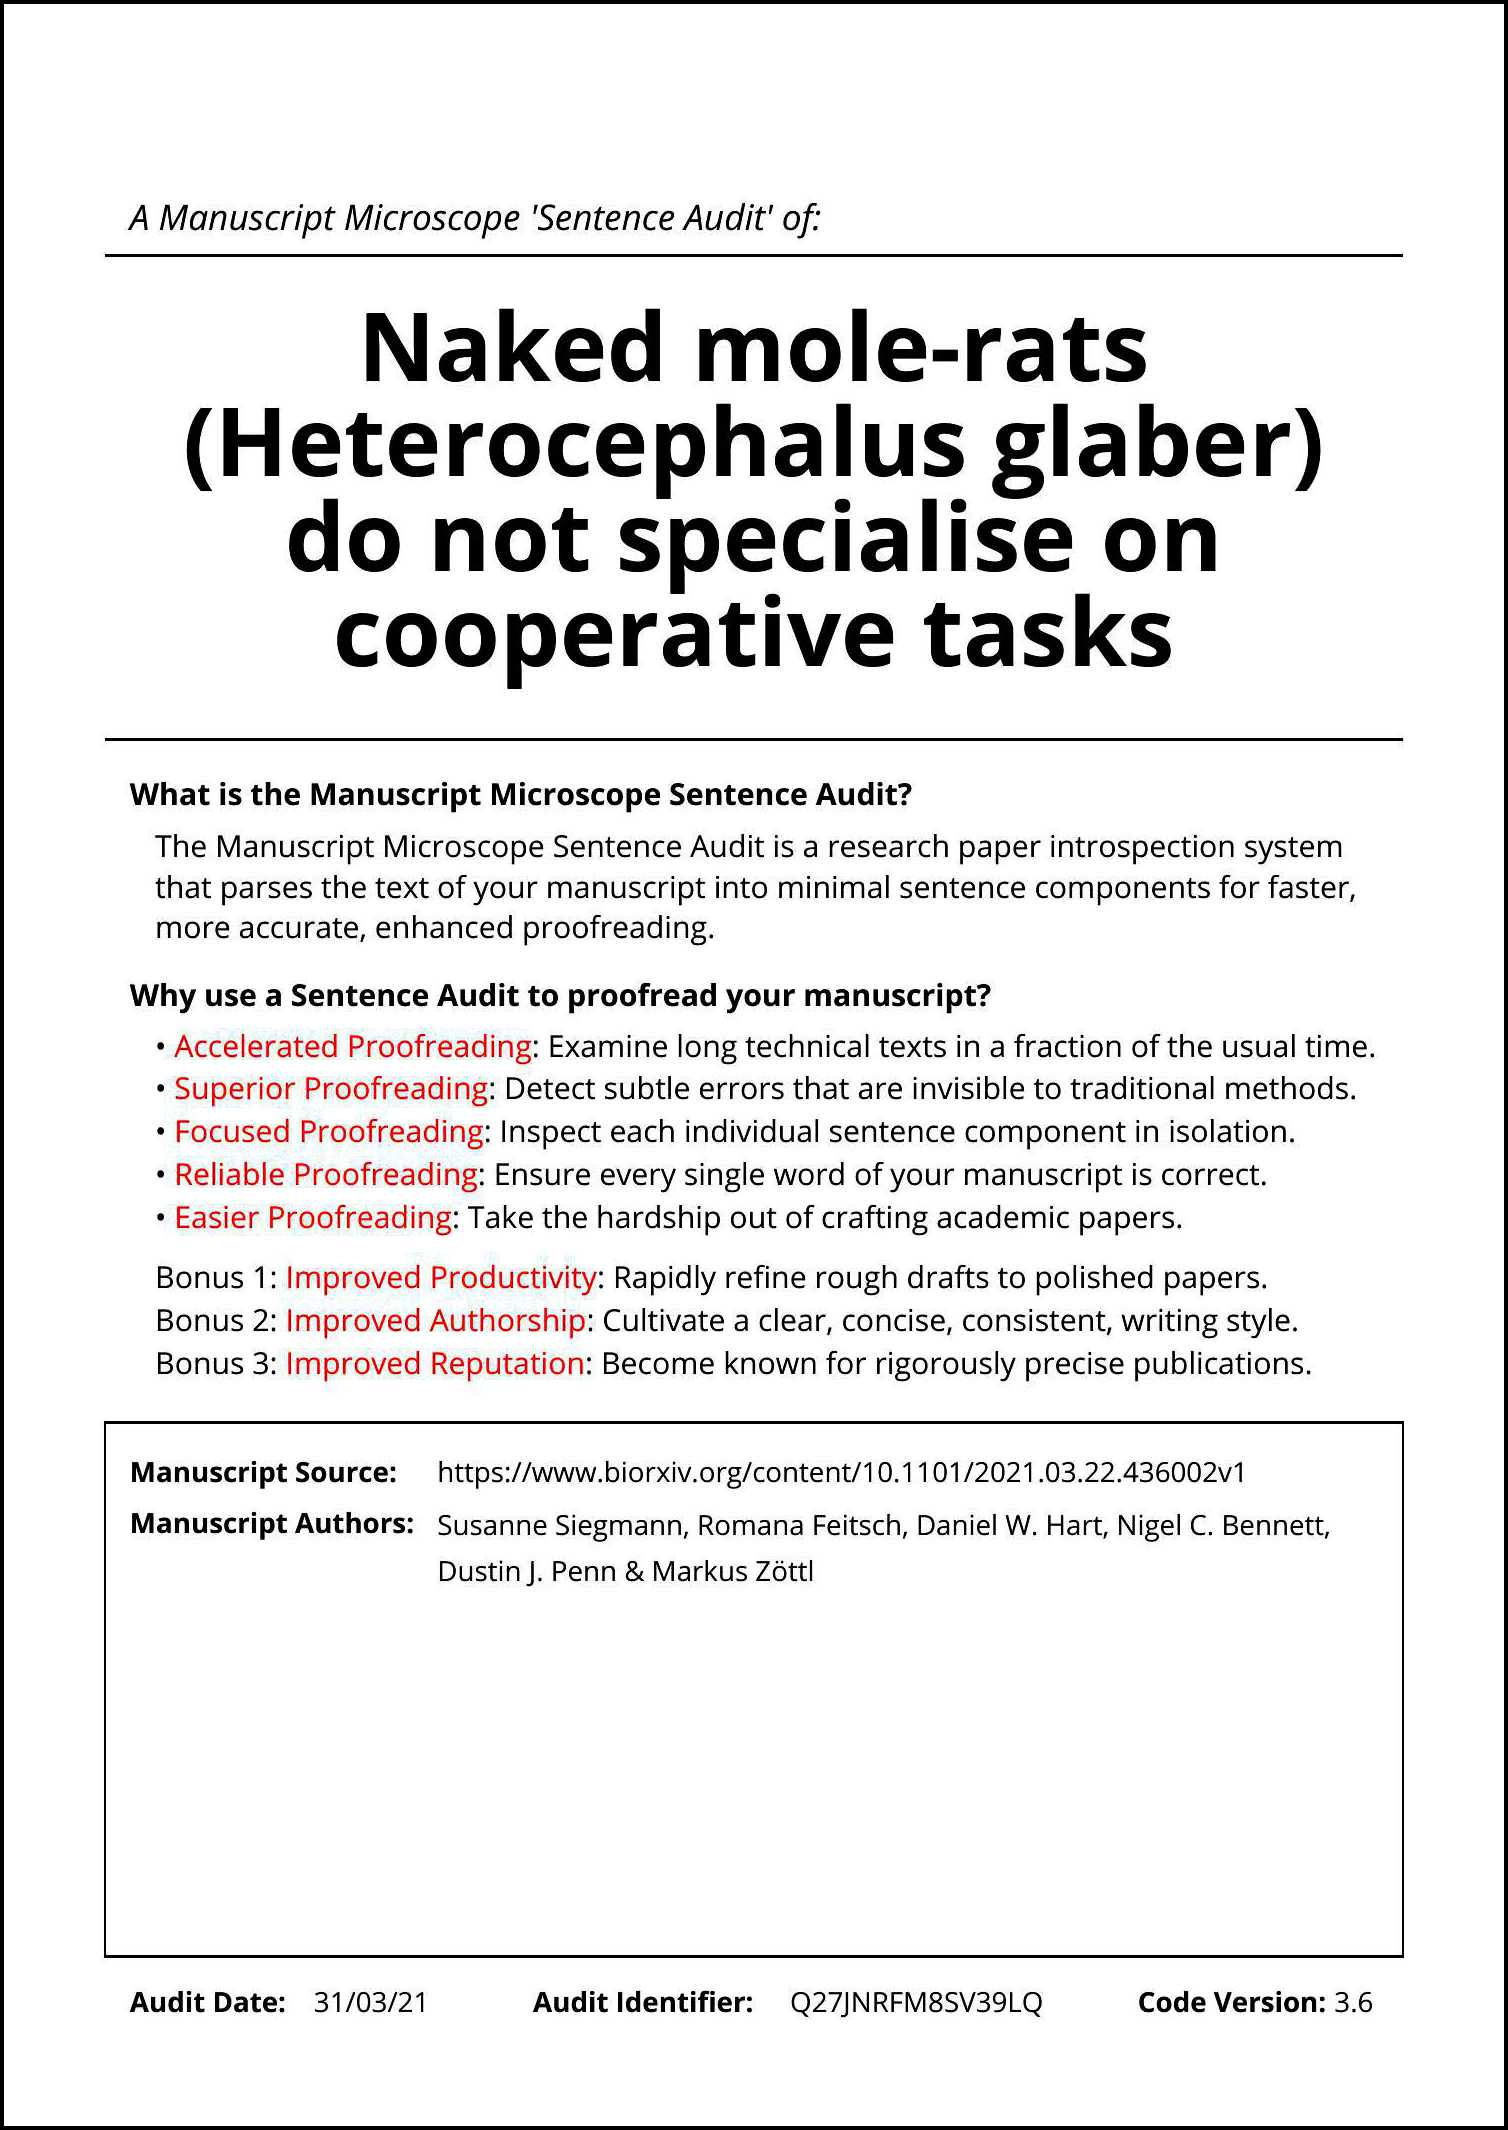 A Manuscript Microscope 'Sentence Audit' of:
Naked mole-rats
(Heterocephalus glaber)
do not specialise on
cooperative tasks
What is the Manuscript Microscope Sentence Audit?
The Manuscript Microscope Sentence Audit is a research paper introspection system
that parses the text of your manuscript into minimal sentence components for faster,
more accurate, enhanced proofreading.
Why use a Sentence Audit to proofread your manuscript?
• Accelerated Proofreading: Examine long technical texts in a fraction of the usual time.
• Superior Proofreading: Detect subtle errors that are invisible to traditional methods.
• Focused Proofreading: Inspect each individual sentence component in isolation.
• Reliable Proofreading: Ensure every single word of your manuscript is correct.
• Easier Proofreading: Take the hardship out of crafting academic papers.
Bonus 1: Improved Productivity: Rapidly refine rough drafts to polished papers.
Bonus 2: Improved Authorship: Cultivate a clear, concise, consistent, writing style.
Bonus 3: Improved Reputation: Become known for rigorously precise publications.
Manuscript Source: https://www.biorxiv.org/content/10.1101/2021.03.22.436002v1
Manuscript Authors: Susanne Siegmann, Romana Feitsch, Daniel W. Hart, Nigel C. Bennett,
Dustin J. Penn & Markus Zöttl
Audit Date: 31/03/21 Audit Identifier: Q27JNRFM8SV39LQ Code Version: 3.6